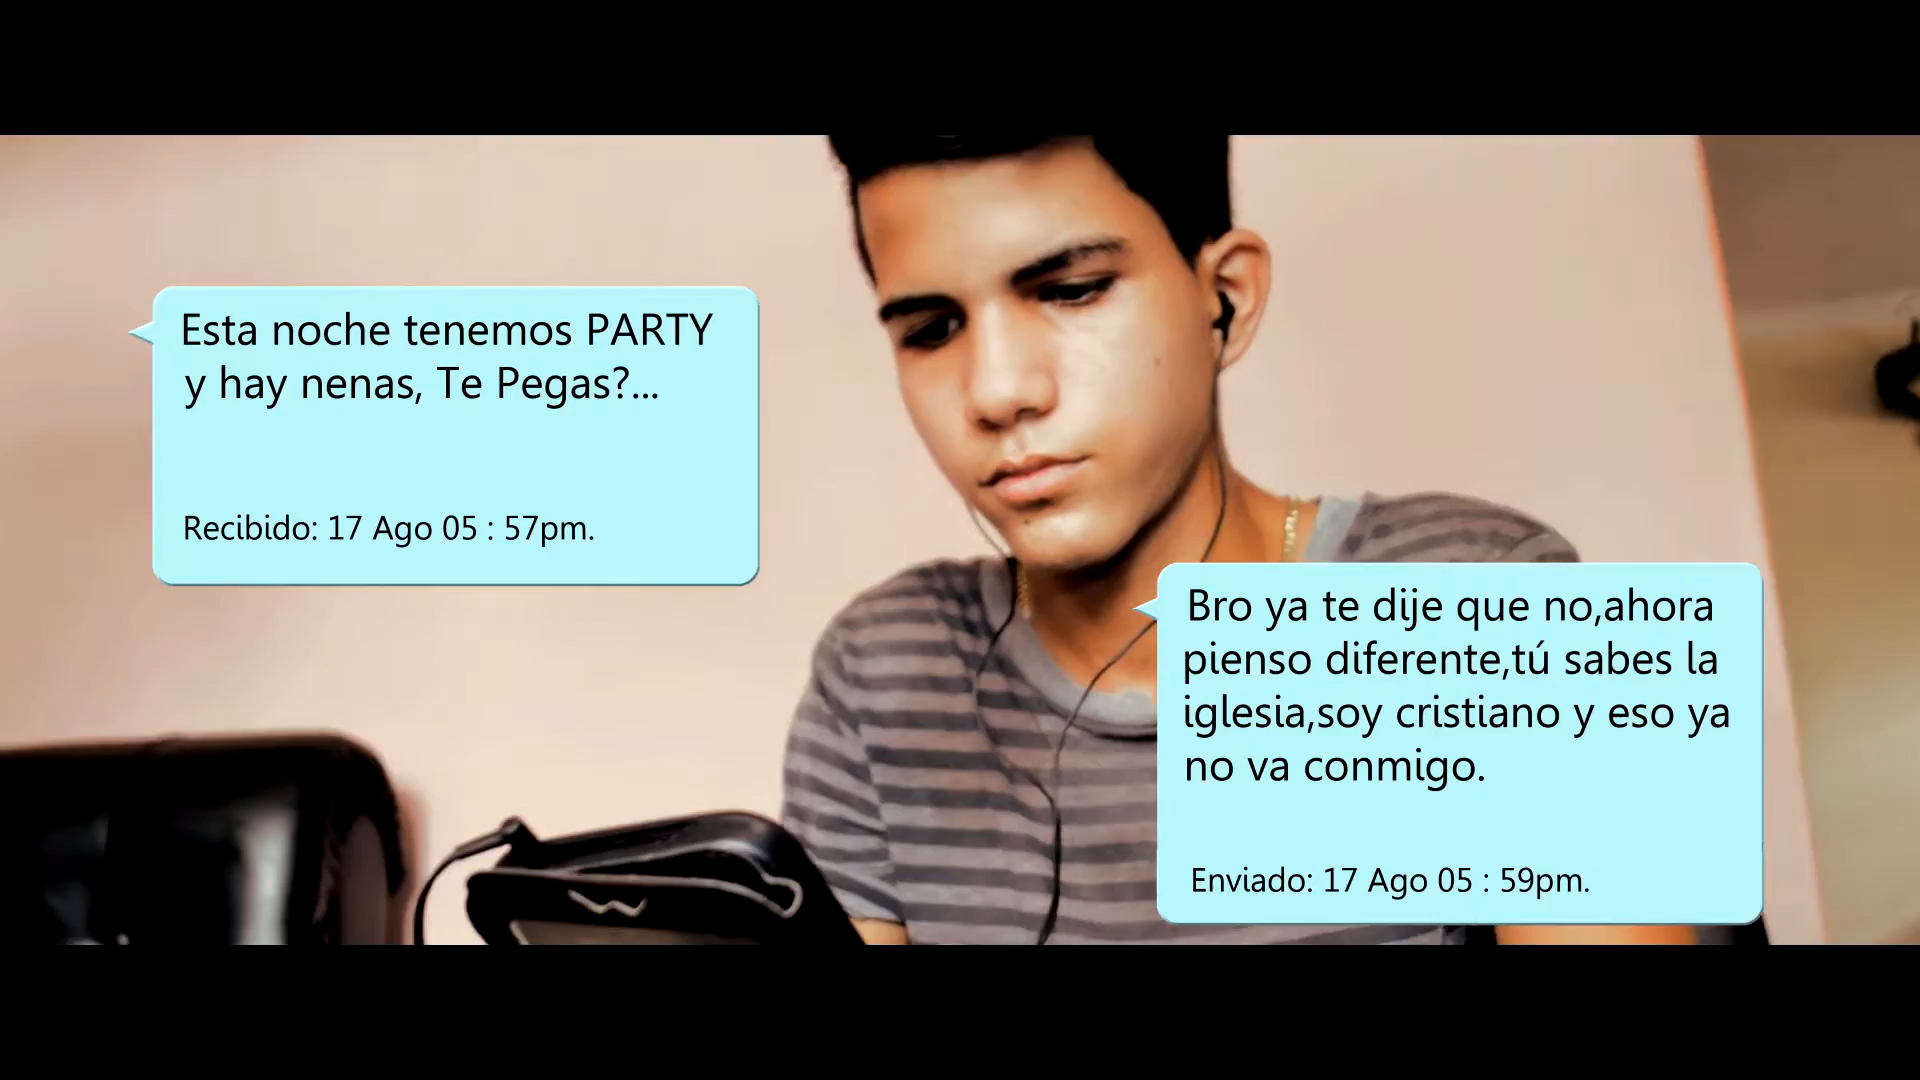 Esta noche tenemos PARTY
y hay nenas, Te Pegas?...
Recibido: 17 Ago 05 : 57pm.
Bro ya te dije que no,ahora
pienso diferente,tú sabes la
iglesia,soy cristiano y eso ya
no va conmigo.
Enviado: 17 Ago 05 : 59pm.